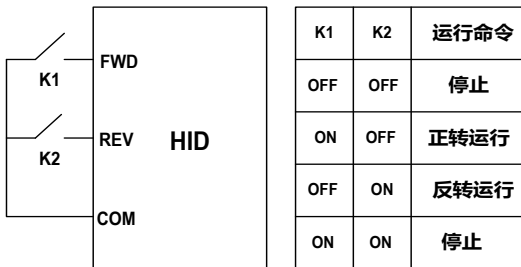 FWD
K1
REV
HID
K2
COM
K1 K2 运行命令
OFF OFF 停止
ON OFF 正转运行
OFF ON 反转运行
ON ON 停止